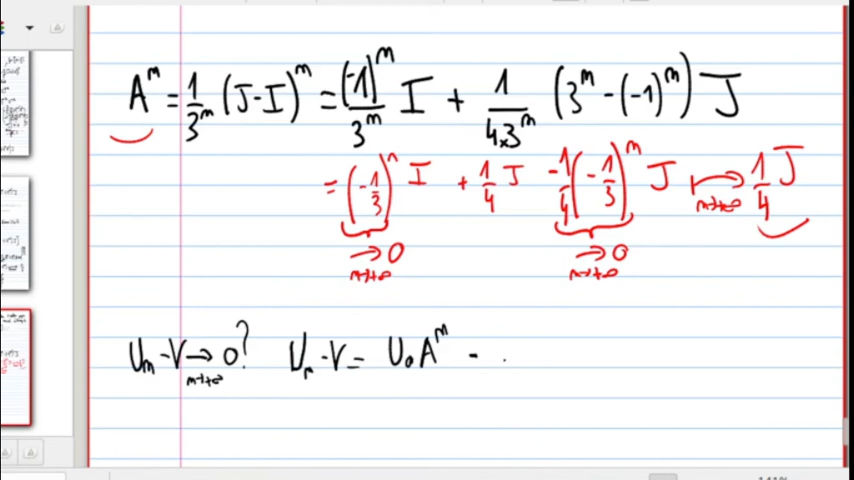 A^m = 1/3^m (J-I)^m = (-1)^m/3^m I + 1/(4×3^m) (3^m - (-1)^m) J
= (-1/3)^n I + 1/4 J - 1/4 (-1/3)^m J ↦ 1/4 J
m→+∞
→ 0 → 0
m→+∞ m→+∞
U_m - V → 0? U_n - V = U_0 A^m -
m→+∞